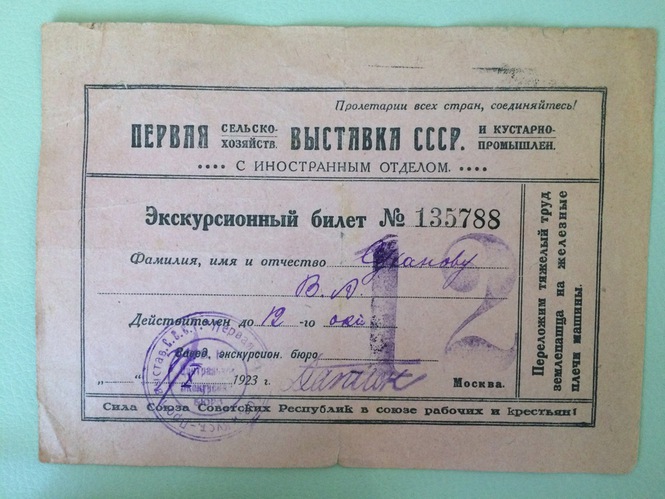 Пролетарии всех стран, соединяйтесь!
ПЕРВАЯ СЕЛЬСКО-ХОЗЯЙСТВ. ВЫСТАВКА СССР. И КУСТАРНО-ПРОМЫШЛЕН.
С ИНОСТРАННЫМ ОТДЕЛОМ.
Экскурсионный билет № 135788
Фамилия, имя и отчество
В. А.
12
Действителен до 12 -го окт
Завед. экскурсион. бюро
" " X 1923 г. Москва.
Сила Союза Советских Республик в союзе рабочих и крестьян!
Переложим тяжелый труд
землепашца на железные
плечи машины.